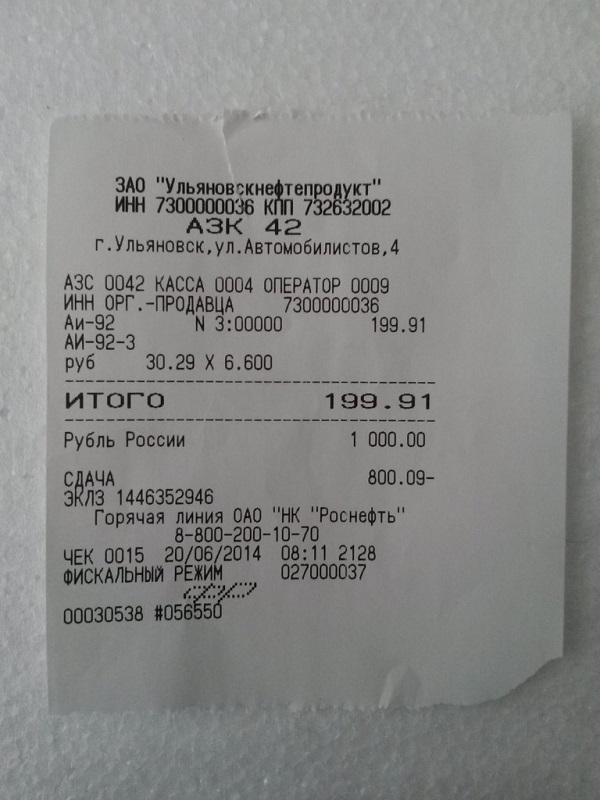 ЗАО "Ульяновскнефтепродукт"
ИНН 7300000036 КПП 732632002
АЗК 42
г.Ульяновск,ул.Автомобилистов,4
АЗС 0042 КАССА 0004 ОПЕРАТОР 0009
ИНН ОРГ.-ПРОДАВЦА 7300000036
Аи-92 N 3:00000 199.91
АИ-92-3
руб 30.29 X 6.600
ИТОГО 199.91
Рубль России 1 000.00
СДАЧА 800.09-
ЭКЛЗ 1446352946
Горячая линия ОАО "НК "Роснефть"
8-800-200-10-70
ЧЕК 0015 20/06/2014 08:11 2128
ФИСКАЛЬНЫЙ РЕЖИМ 027000037
00030538 #056550